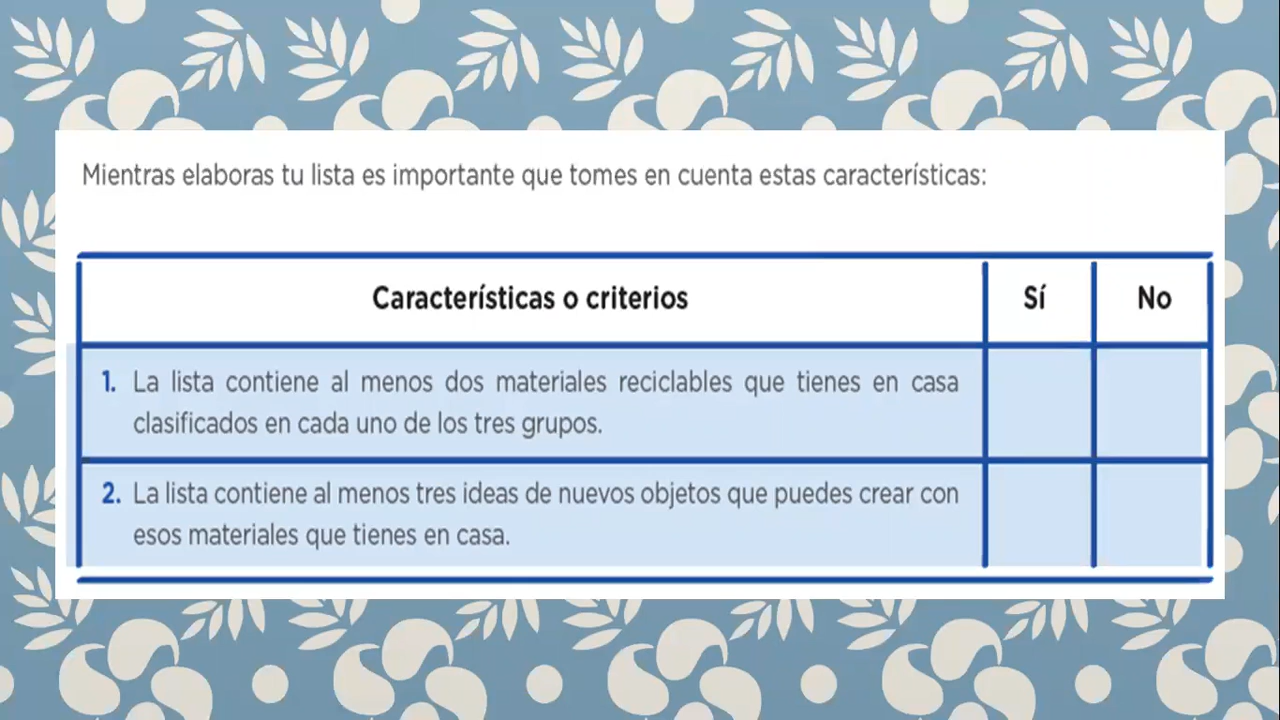 Mientras elaboras tu lista es importante que tomes en cuenta estas características:
Características o criterios
Sí
No
1. La lista contiene al menos dos materiales reciclables que tienes en casa
clasificados en cada uno de los tres grupos.
2. La lista contiene al menos tres ideas de nuevos objetos que puedes crear con
esos materiales que tienes en casa.